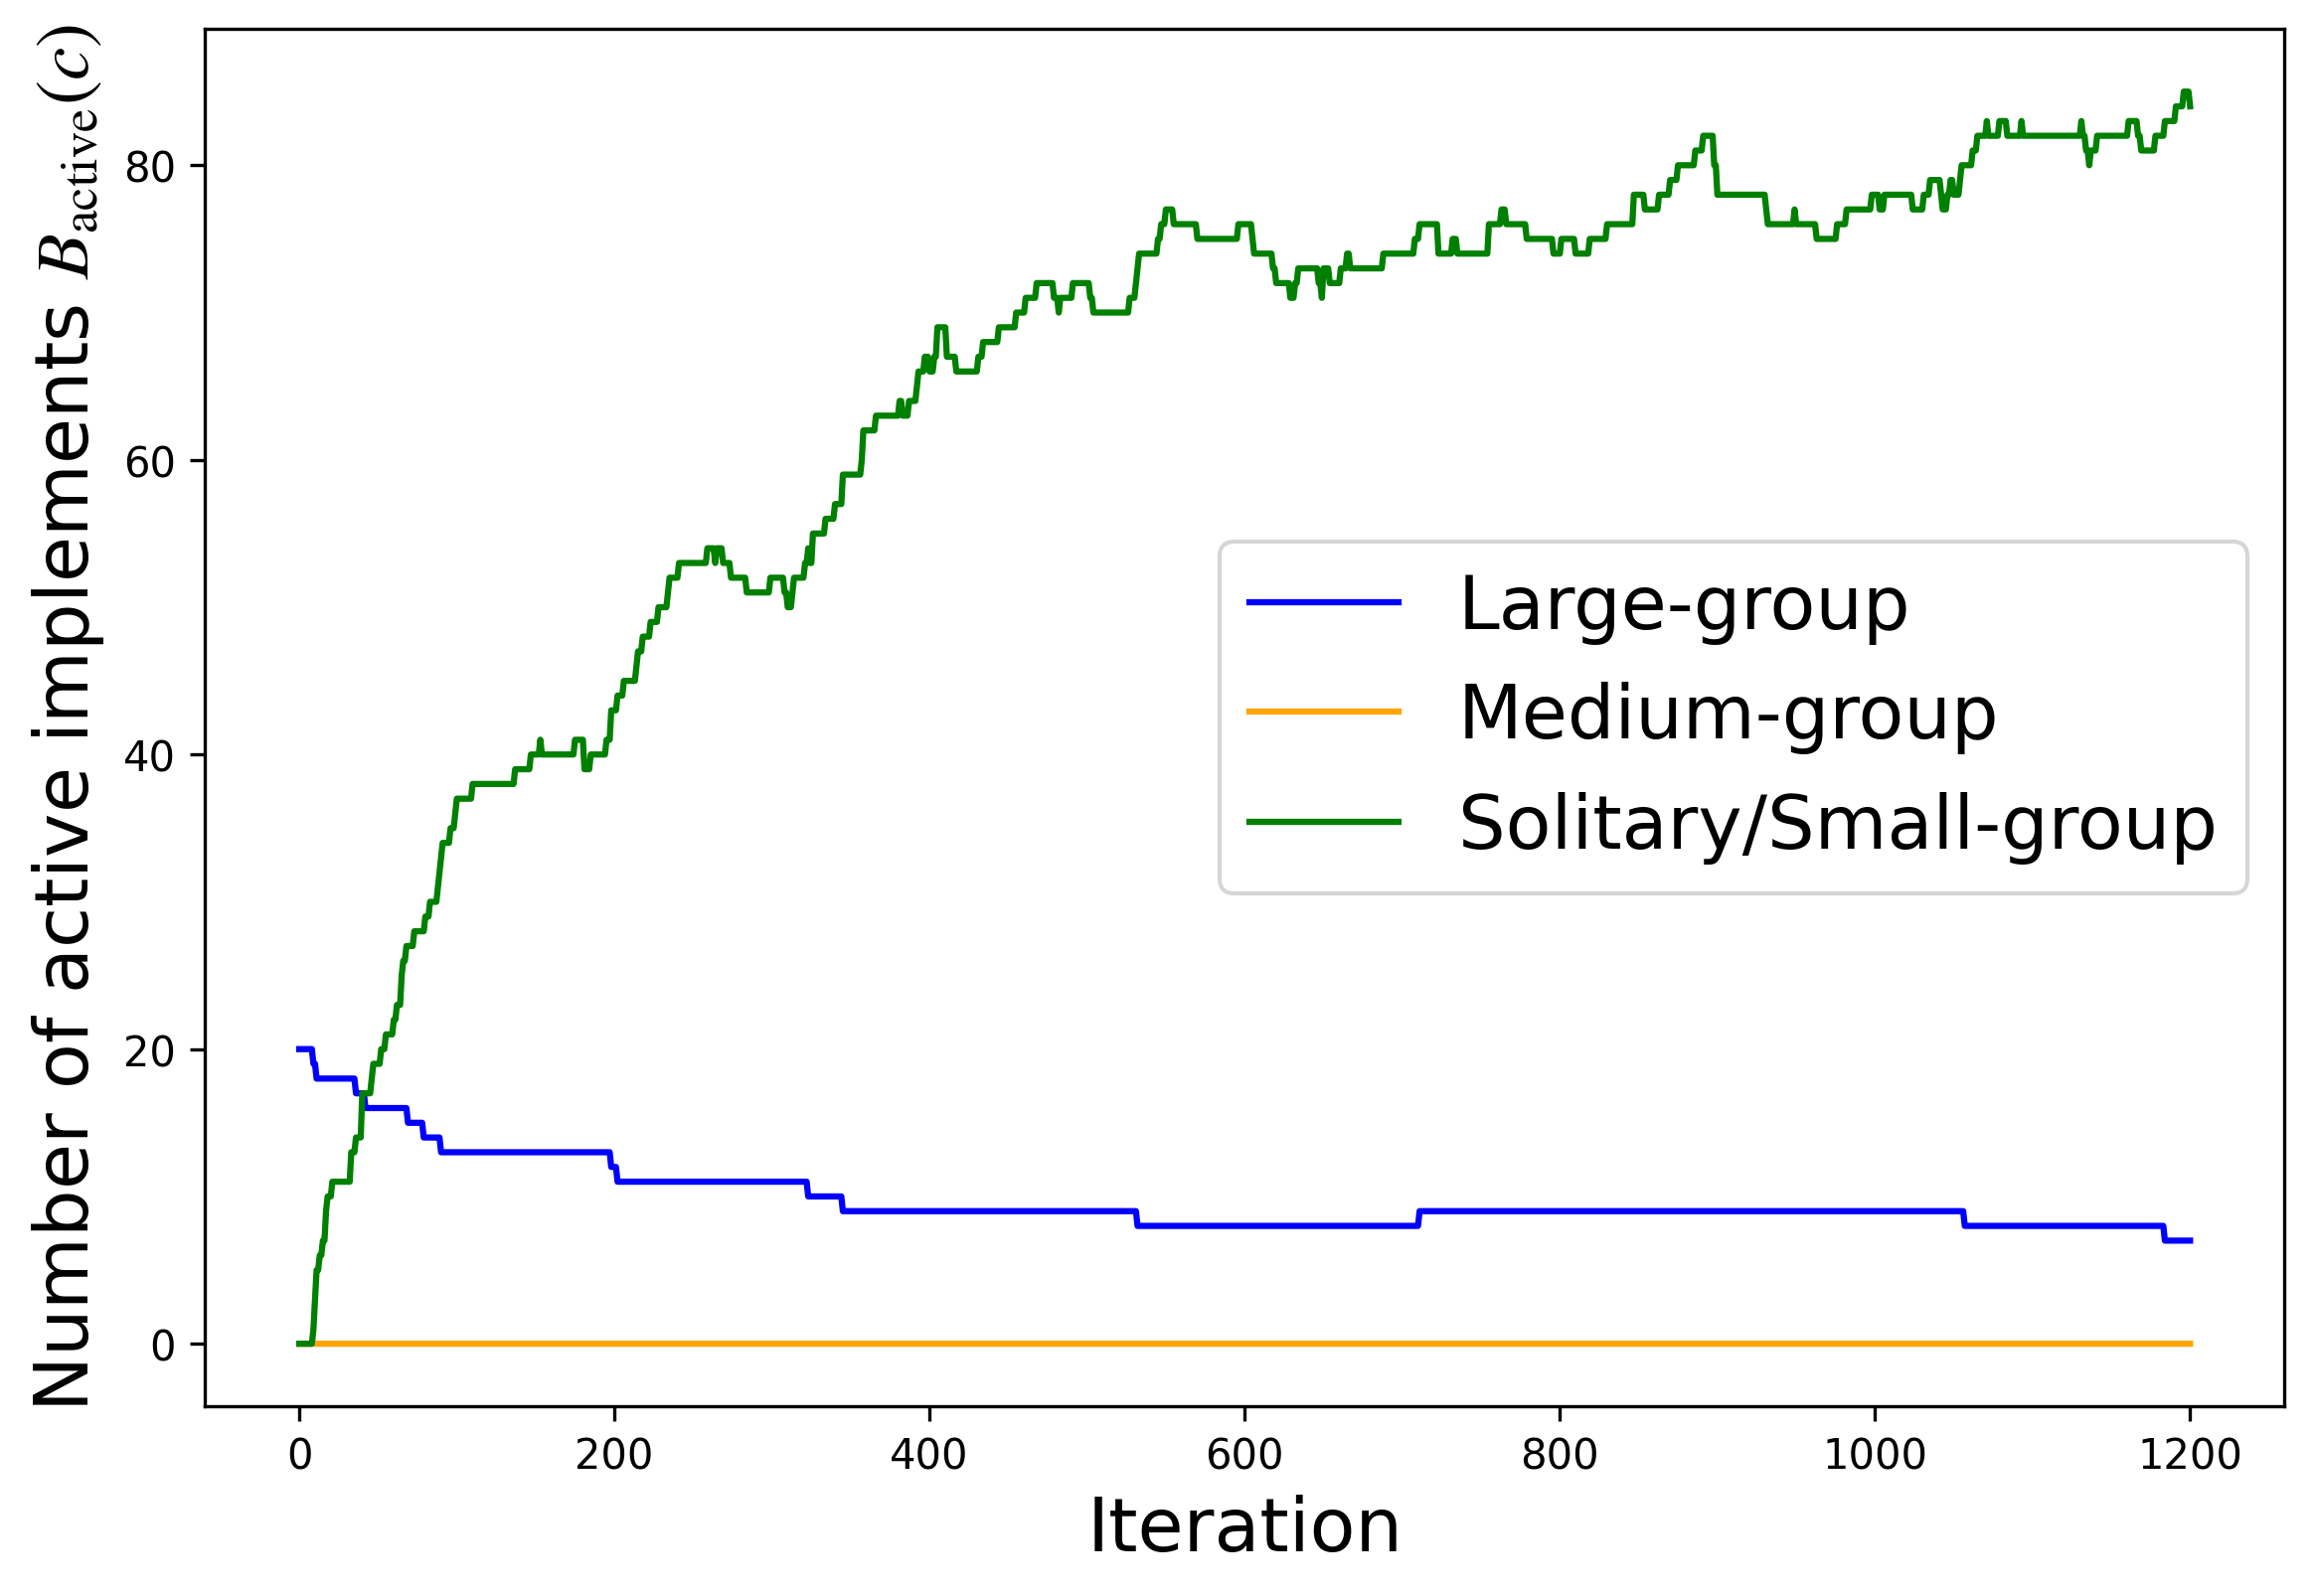 Number of active implements B_active(c)
80
60
40
20
0
0 200 400 600 800 1000 1200
Iteration
Large-group
Medium-group
Solitary/Small-group